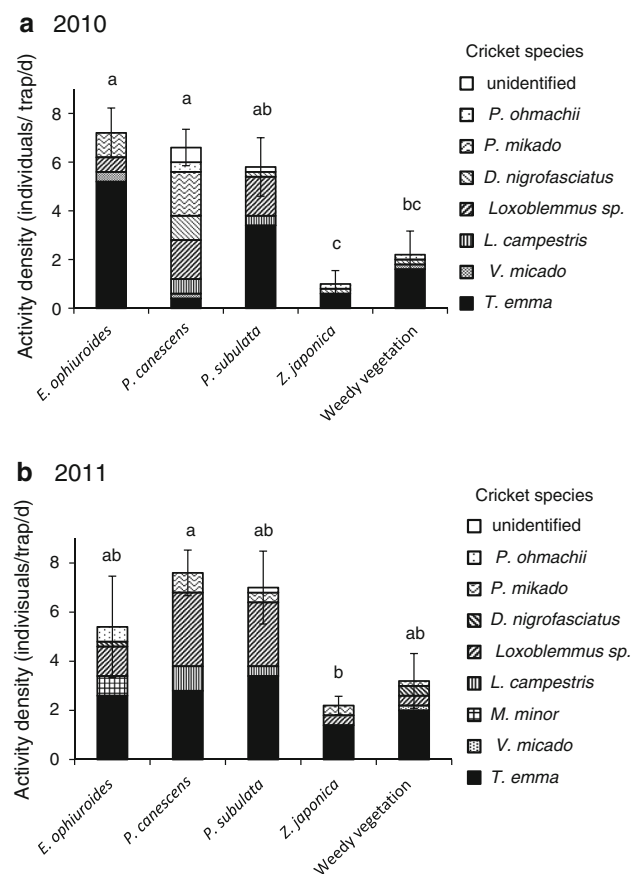 a 2010
Activity density (individuals/ trap/d)
8
6
4
2
0
a
a
ab
c
bc
E. ophiuroides
P. canescens
P. subulata
Z. japonica
Weedy vegetation
Cricket species
unidentified
P. ohmachii
P. mikado
D. nigrofasciatus
Loxoblemmus sp.
L. campestris
V. micado
T. emma
b 2011
Activity density (indivisuals/trap/d)
8
6
4
2
0
ab
a
ab
b
ab
E. ophiuroides
P. canescens
P. subulata
Z. japonica
Weedy vegetation
Cricket species
unidentified
P. ohmachii
P. mikado
D. nigrofasciatus
Loxoblemmus sp.
L. campestris
M. minor
V. micado
T. emma